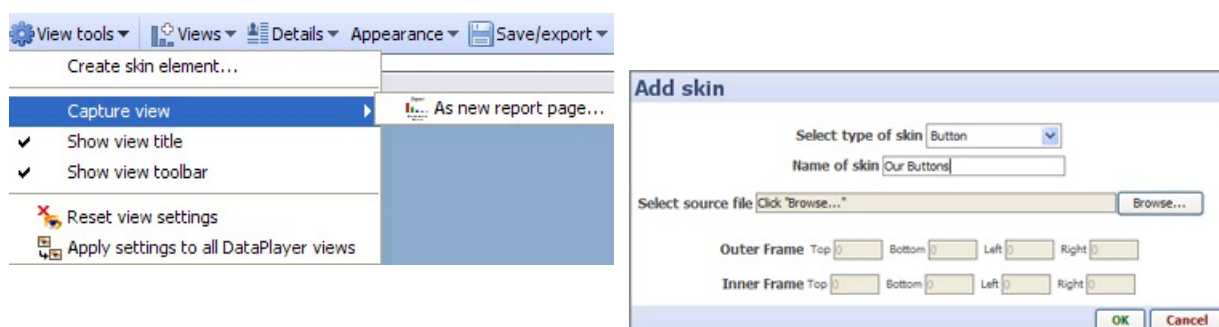 View tools Views Details Appearance Save/export
Create skin element...
Capture view
As new report page...
Show view title
Show view toolbar
Reset view settings
Apply settings to all DataPlayer views
Add skin
Select type of skin Button
Name of skin Our Buttons
Select source file Click "Browse..." Browse...
Outer Frame Top 0 Bottom 0 Left 0 Right 0
Inner Frame Top 0 Bottom 0 Left 0 Right 0
OK Cancel